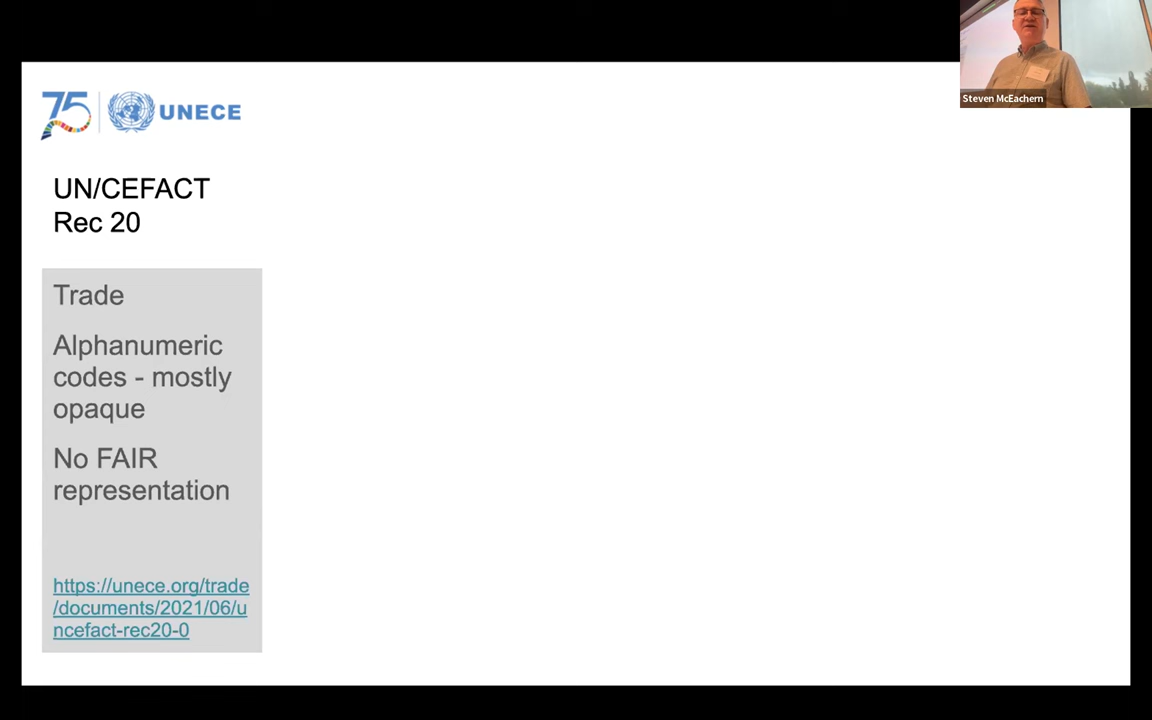 Steven McEachern
75 UNECE
UN/CEFACT
Rec 20
Trade
Alphanumeric
codes - mostly
opaque
No FAIR
representation
https://unece.org/trade
/documents/2021/06/u
ncefact-rec20-0